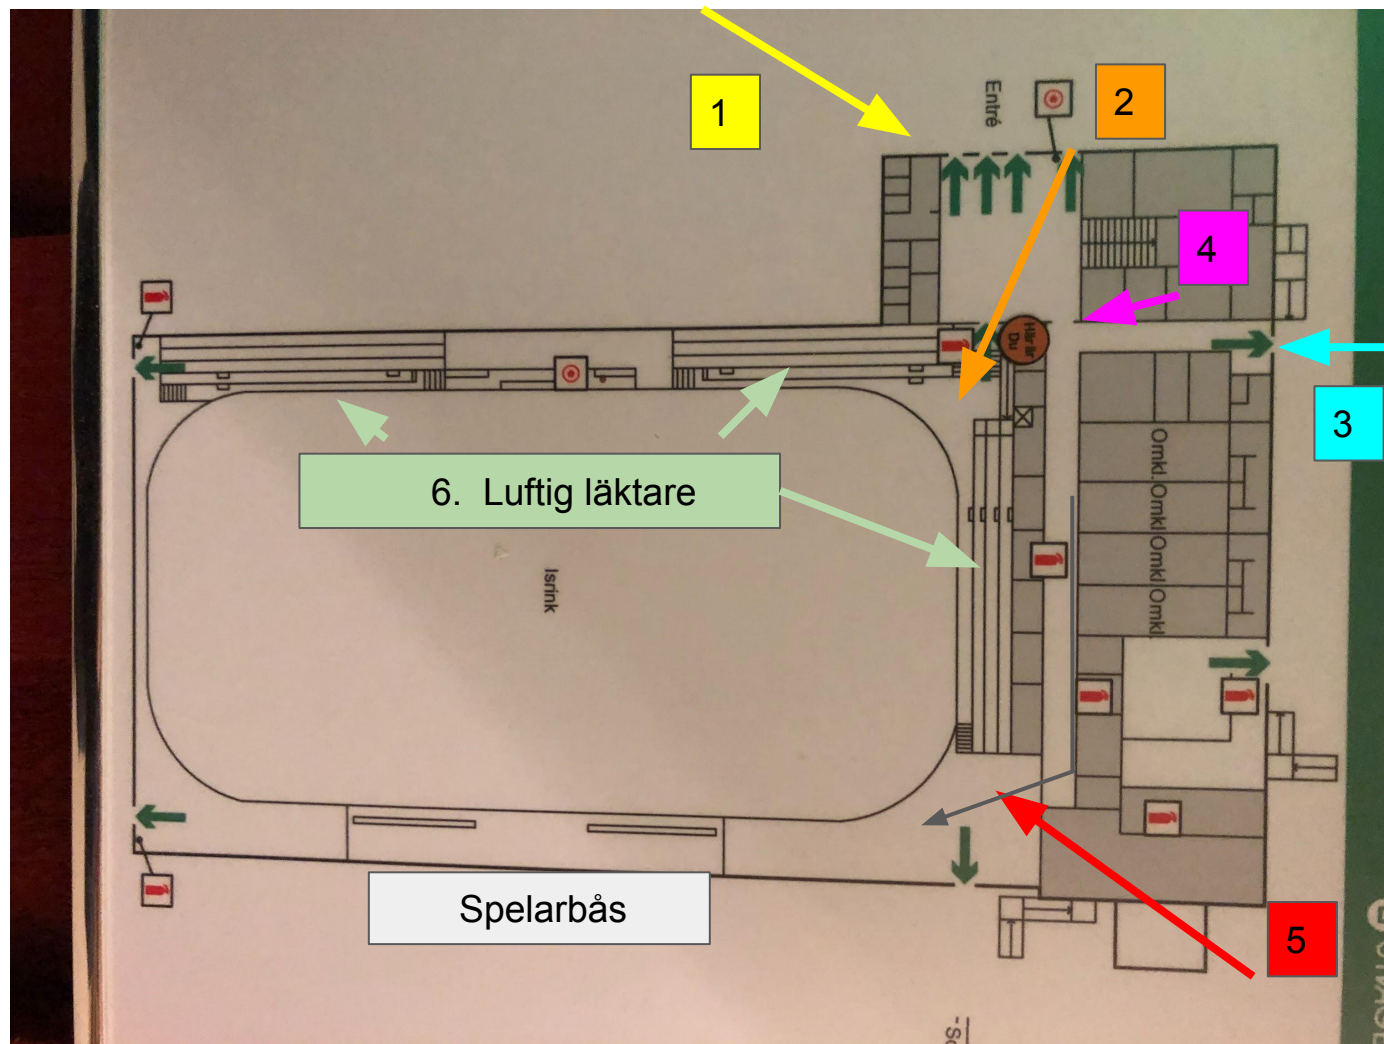 1
2
Entré
4
Här är
Du
3
Omkl.
Omkl.
Omkl.
Omkl.
6. Luftig läktare
Isrink
Spelarbås
5